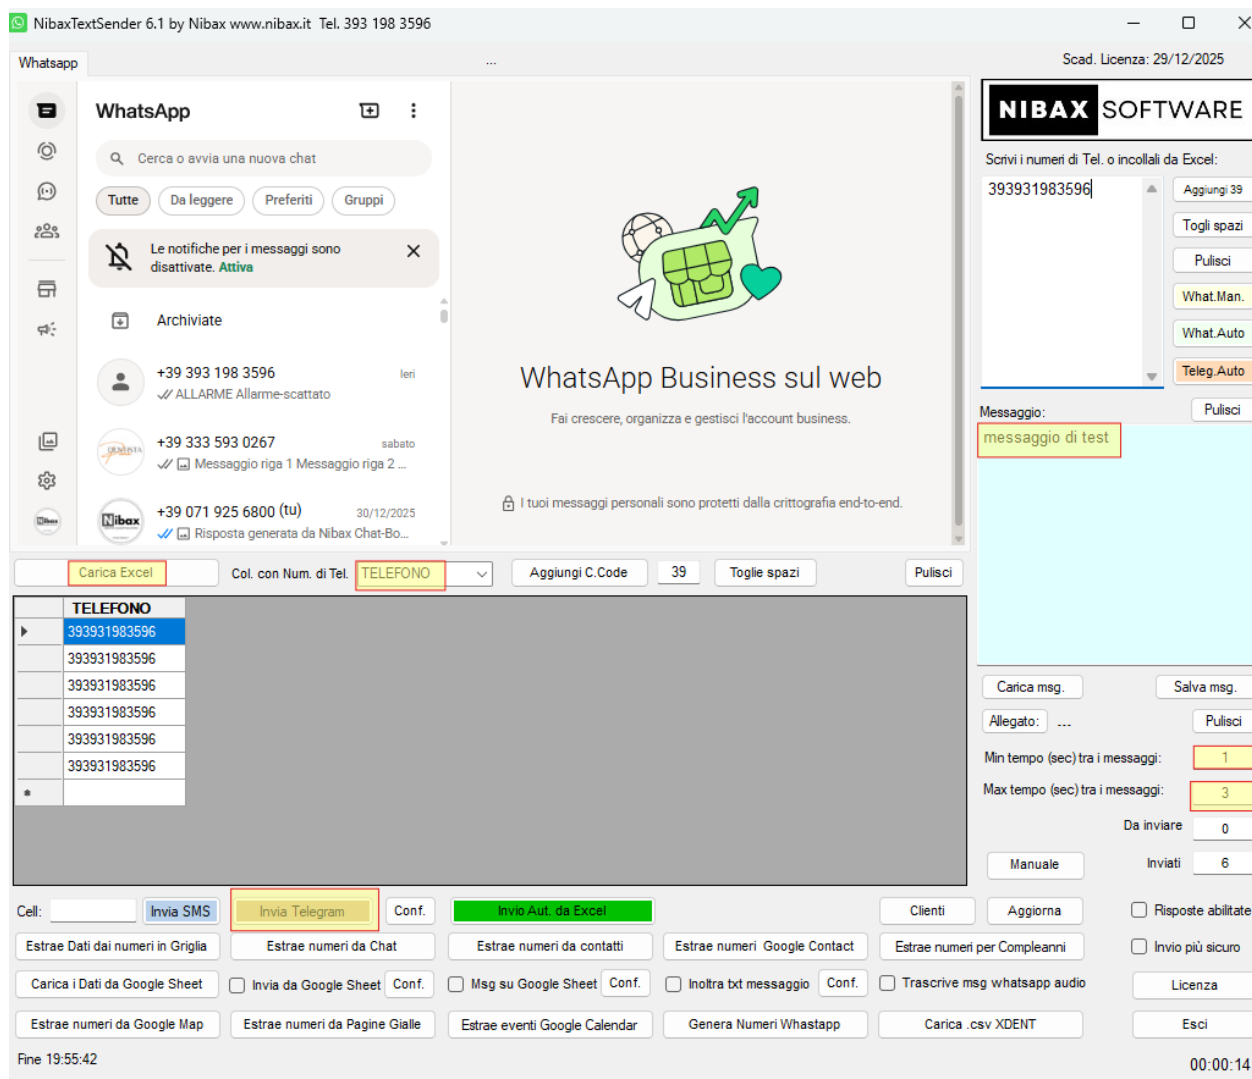 NibaxTextSender 6.1 by Nibax www.nibax.it Tel. 393 198 3596
Whatsapp
...
Scad. Licenza: 29/12/2025
WhatsApp
Cerca o avvia una nuova chat
Tutte Da leggere Preferiti Gruppi
Le notifiche per i messaggi sono
disattivate. Attiva
Archiviate
+39 393 198 3596 Ieri
ALLARME Allarme-scattato
+39 333 593 0267 sabato
Messaggio riga 1 Messaggio riga 2 ...
+39 071 925 6800 (tu) 30/12/2025
Nibax
Risposta generata da Nibax Chat-Bo...
WhatsApp Business sul web
Fai crescere, organizza e gestisci l'account business.
I tuoi messaggi personali sono protetti dalla crittografia end-to-end.
NIBAX SOFTWARE
Scrivi i numeri di Tel. o incollali da Excel:
393931983596
Aggiungi 39
Togli spazi
Pulisci
What.Man.
What.Auto
Teleg.Auto
Messaggio: Pulisci
messaggio di test
Carica Excel Col. con Num. di Tel. TELEFONO Aggiungi C.Code 39 Toglie spazi Pulisci
TELEFONO
393931983596
393931983596
393931983596
393931983596
393931983596
393931983596
Carica msg. Salva msg.
Allegato: --- Pulisci
Min tempo (sec) tra i messaggi: 1
Max tempo (sec) tra i messaggi: 3
Da inviare 0
Manuale Inviati 6
Cell: Invia SMS Invia Telegram Conf. Invio Aut. da Excel Clienti Aggiorna Risposte abilitate
Estrae Dati dai numeri in Griglia Estrae numeri da Chat Estrae numeri da contatti Estrae numeri Google Contact Estrae numeri per Compleanni Invio più sicuro
Carica i Dati da Google Sheet Invia da Google Sheet Conf. Msg su Google Sheet Conf. Inoltra txt messaggio Conf. Trascrive msg whatsapp audio Licenza
Estrae numeri da Google Map Estrae numeri da Pagine Gialle Estrae eventi Google Calendar Genera Numeri Whastapp Carica .csv XDENT Esci
Fine 19:55:42
00:00:14